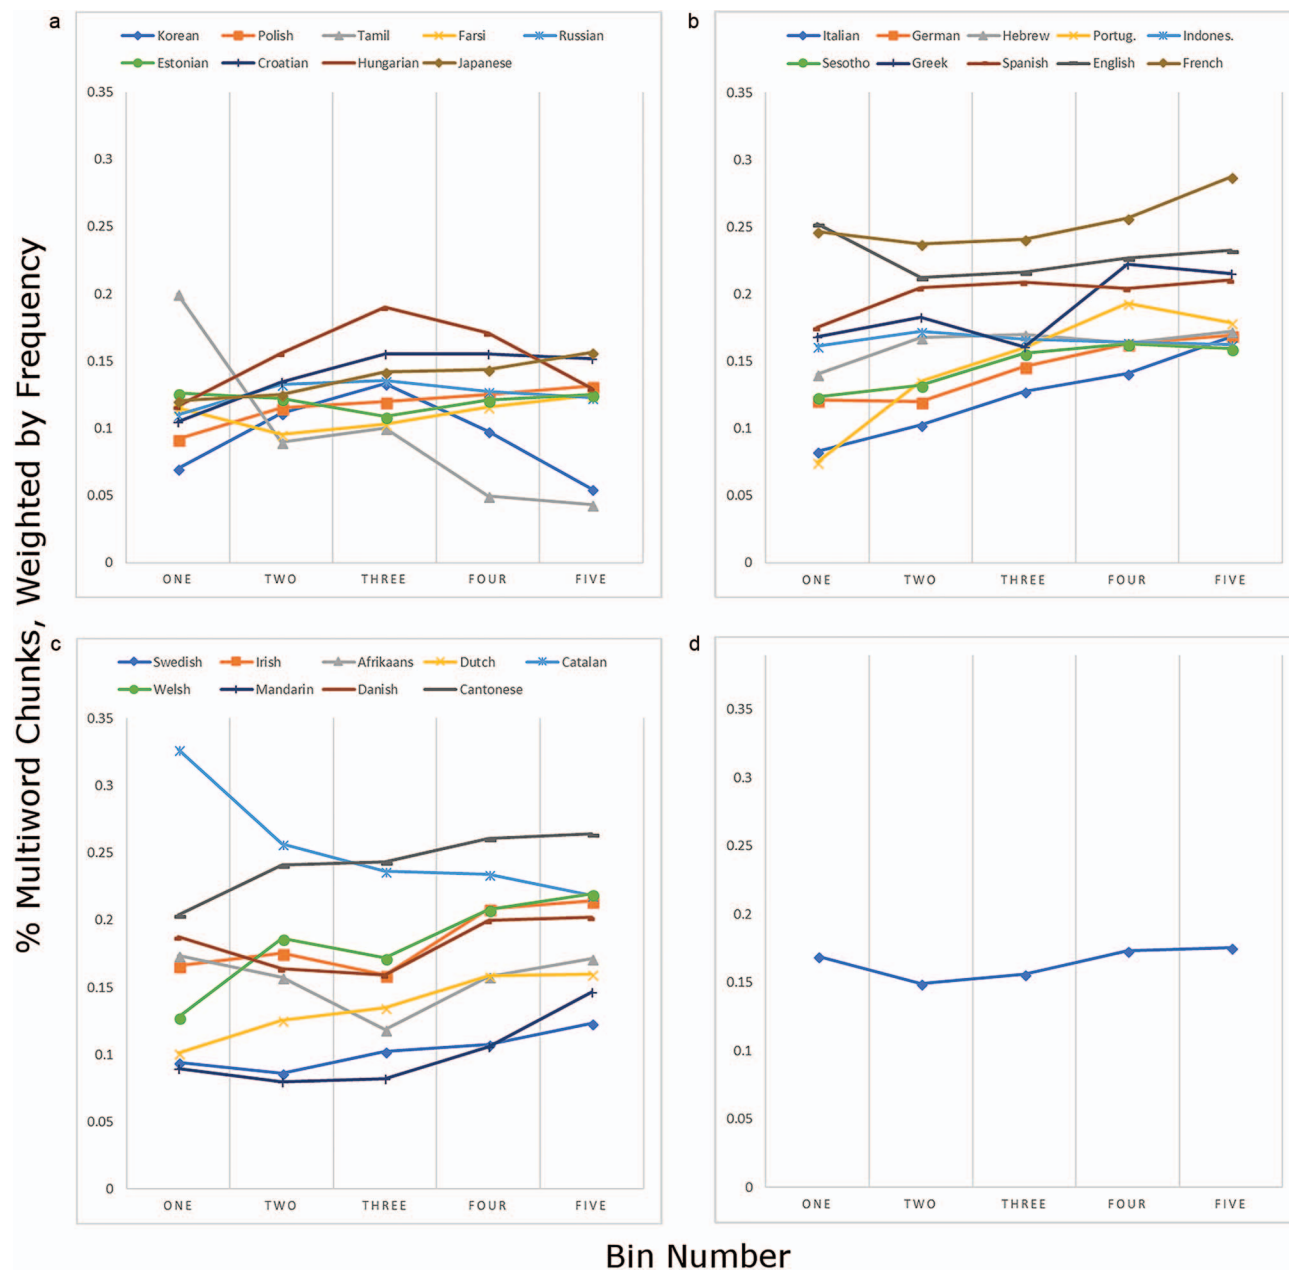 a
Korean Polish Tamil Farsi Russian
Estonian Croatian Hungarian Japanese
0.35
0.3
0.25
0.2
0.15
0.1
0.05
0
ONE TWO THREE FOUR FIVE
b
Italian German Hebrew Portug. Indones.
Sesotho Greek Spanish English French
0.35
0.3
0.25
0.2
0.15
0.1
0.05
0
ONE TWO THREE FOUR FIVE
% Multiword Chunks, Weighted by Frequency
c
Swedish Irish Afrikaans Dutch Catalan
Welsh Mandarin Danish Cantonese
0.35
0.3
0.25
0.2
0.15
0.1
0.05
0
ONE TWO THREE FOUR FIVE
d
0.35
0.3
0.25
0.2
0.15
0.1
0.05
0
ONE TWO THREE FOUR FIVE
Bin Number